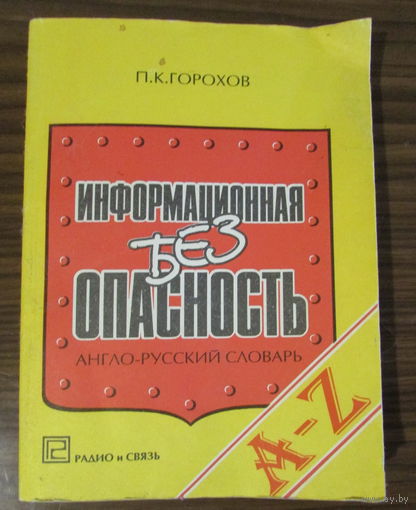 П.К.ГОРОХОВ
ИНФОРМАЦИОННАЯ
БЕЗ
ОПАСНОСТЬ
АНГЛО-РУССКИЙ СЛОВАРЬ
A-Z
РАДИО и СВЯЗЬ